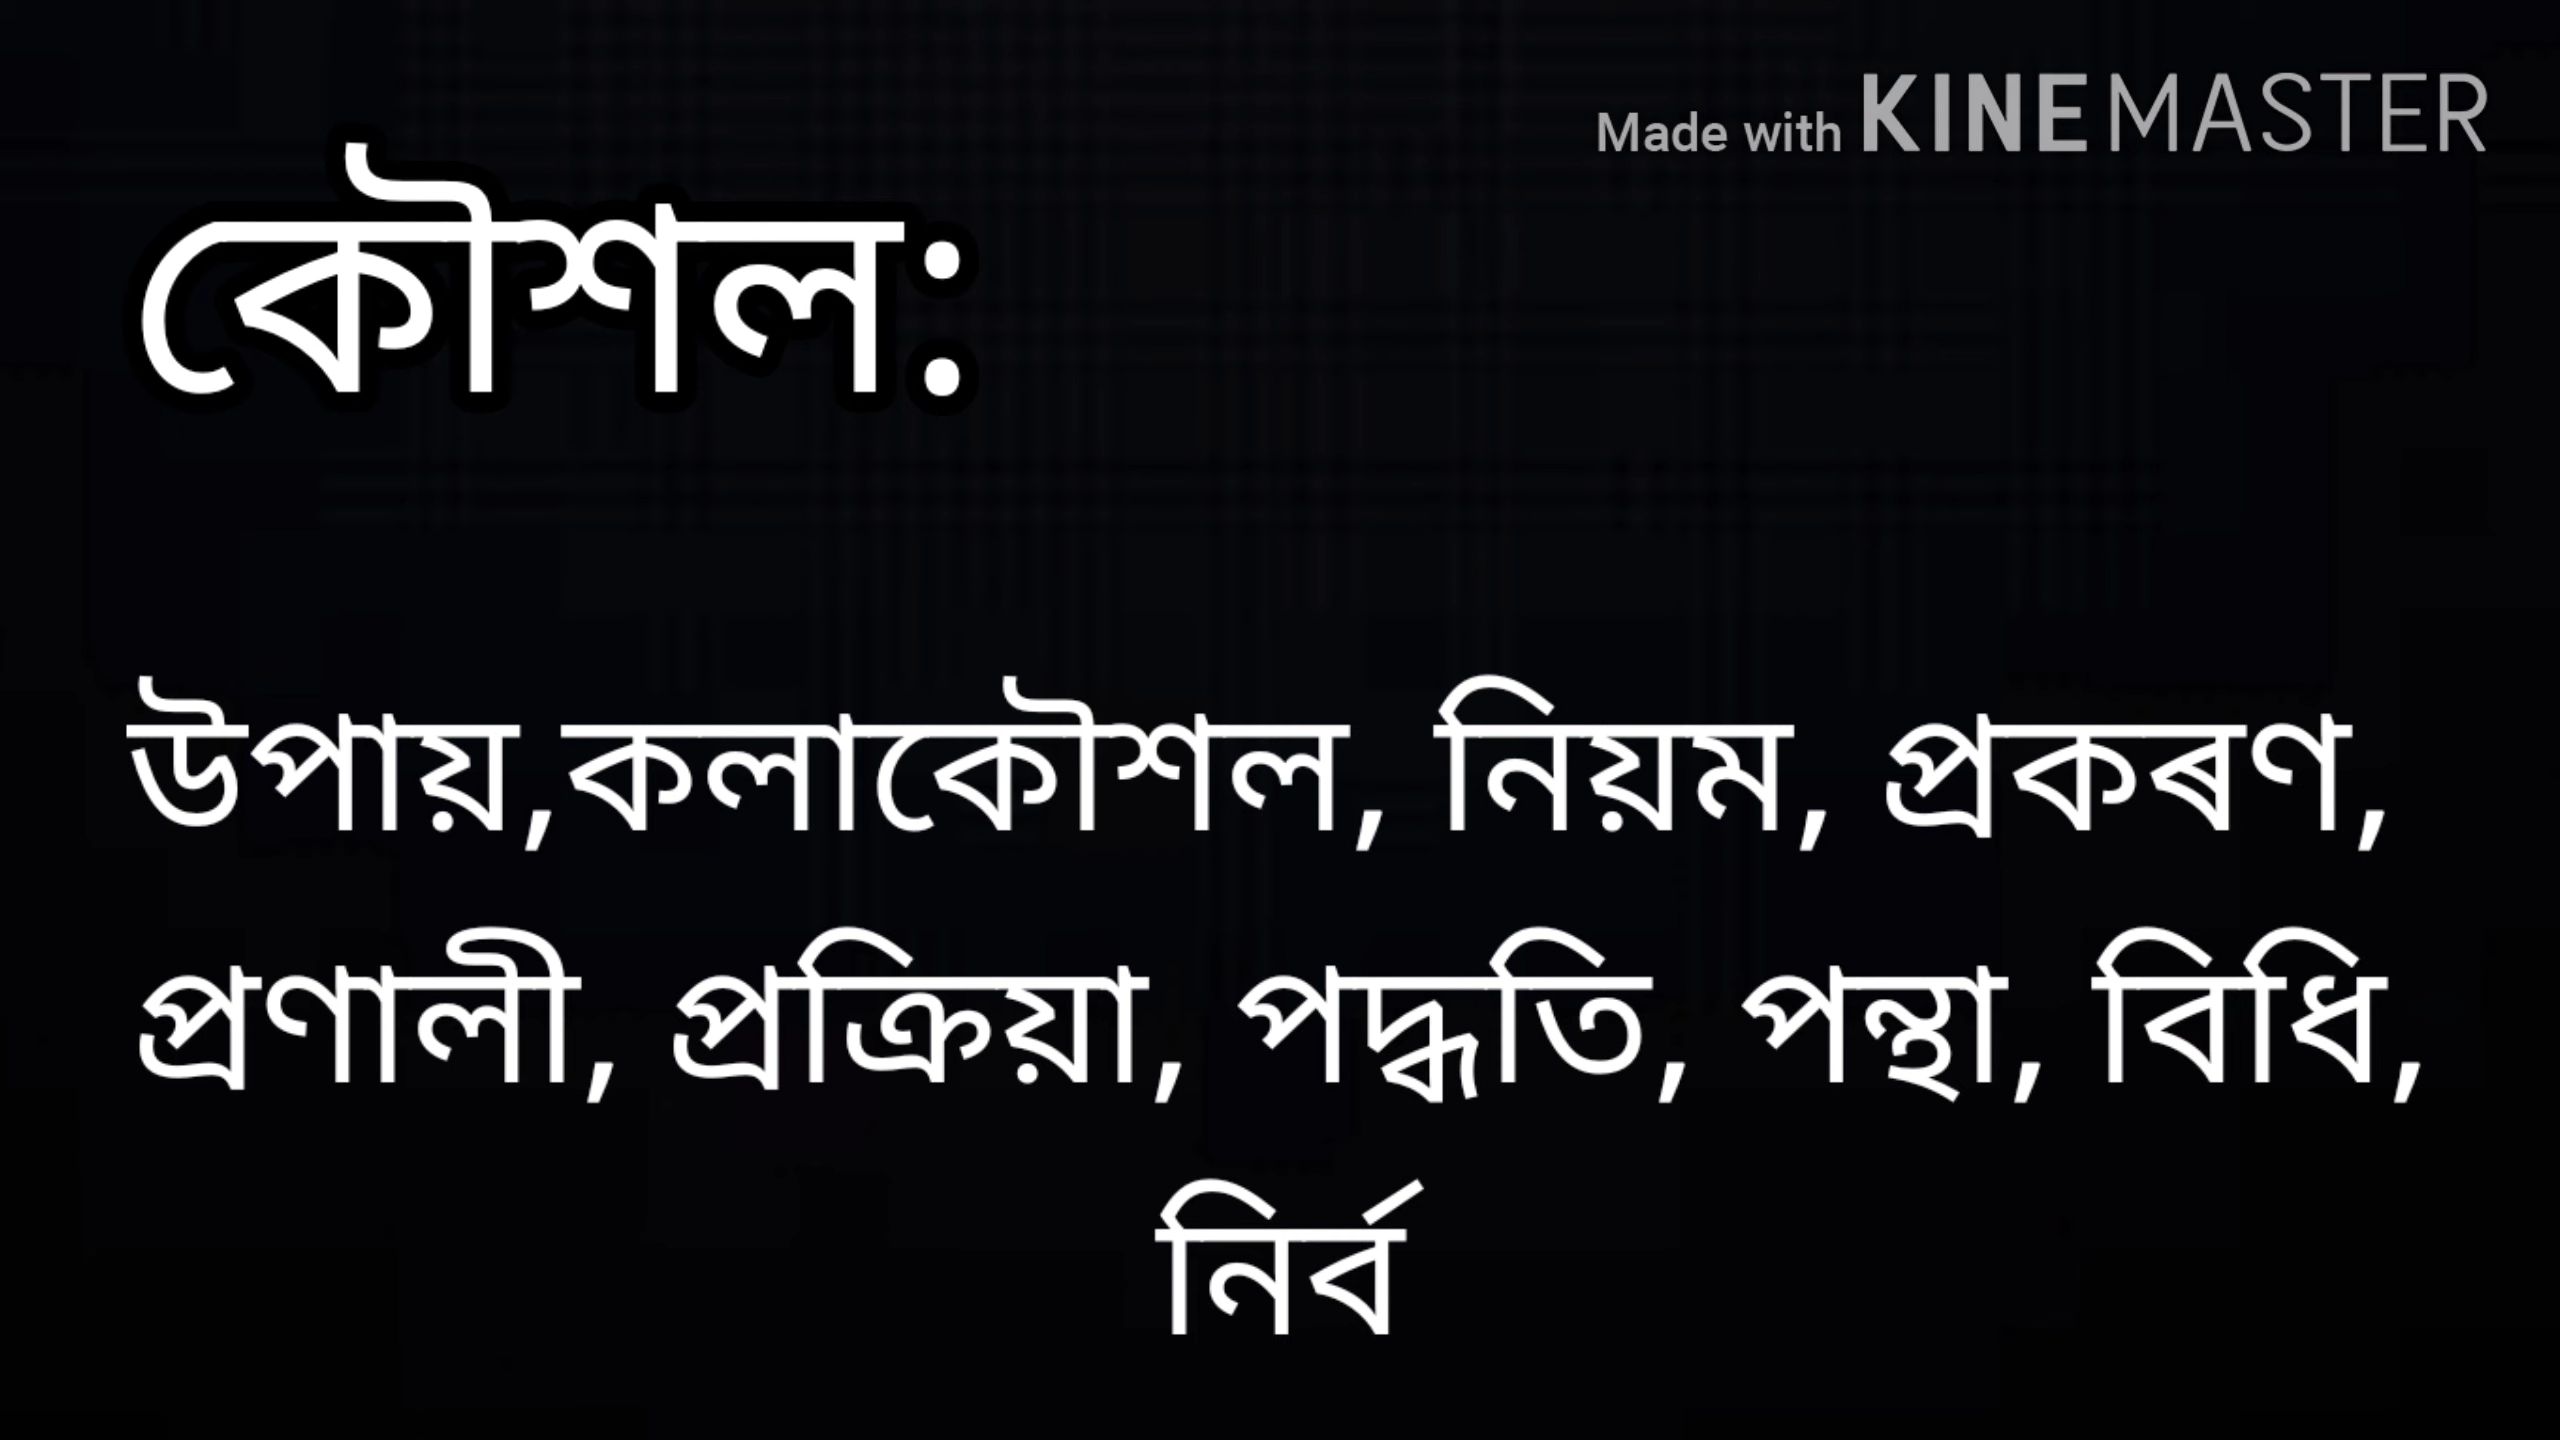 Made with KINEMASTER
কৌশল:
উপায়,কলাকৌশল, নিয়ম, প্ৰকৰণ,
প্ৰণালী, প্ৰক্ৰিয়া, পদ্ধতি, পন্থা, বিধি,
নিৰ্ব